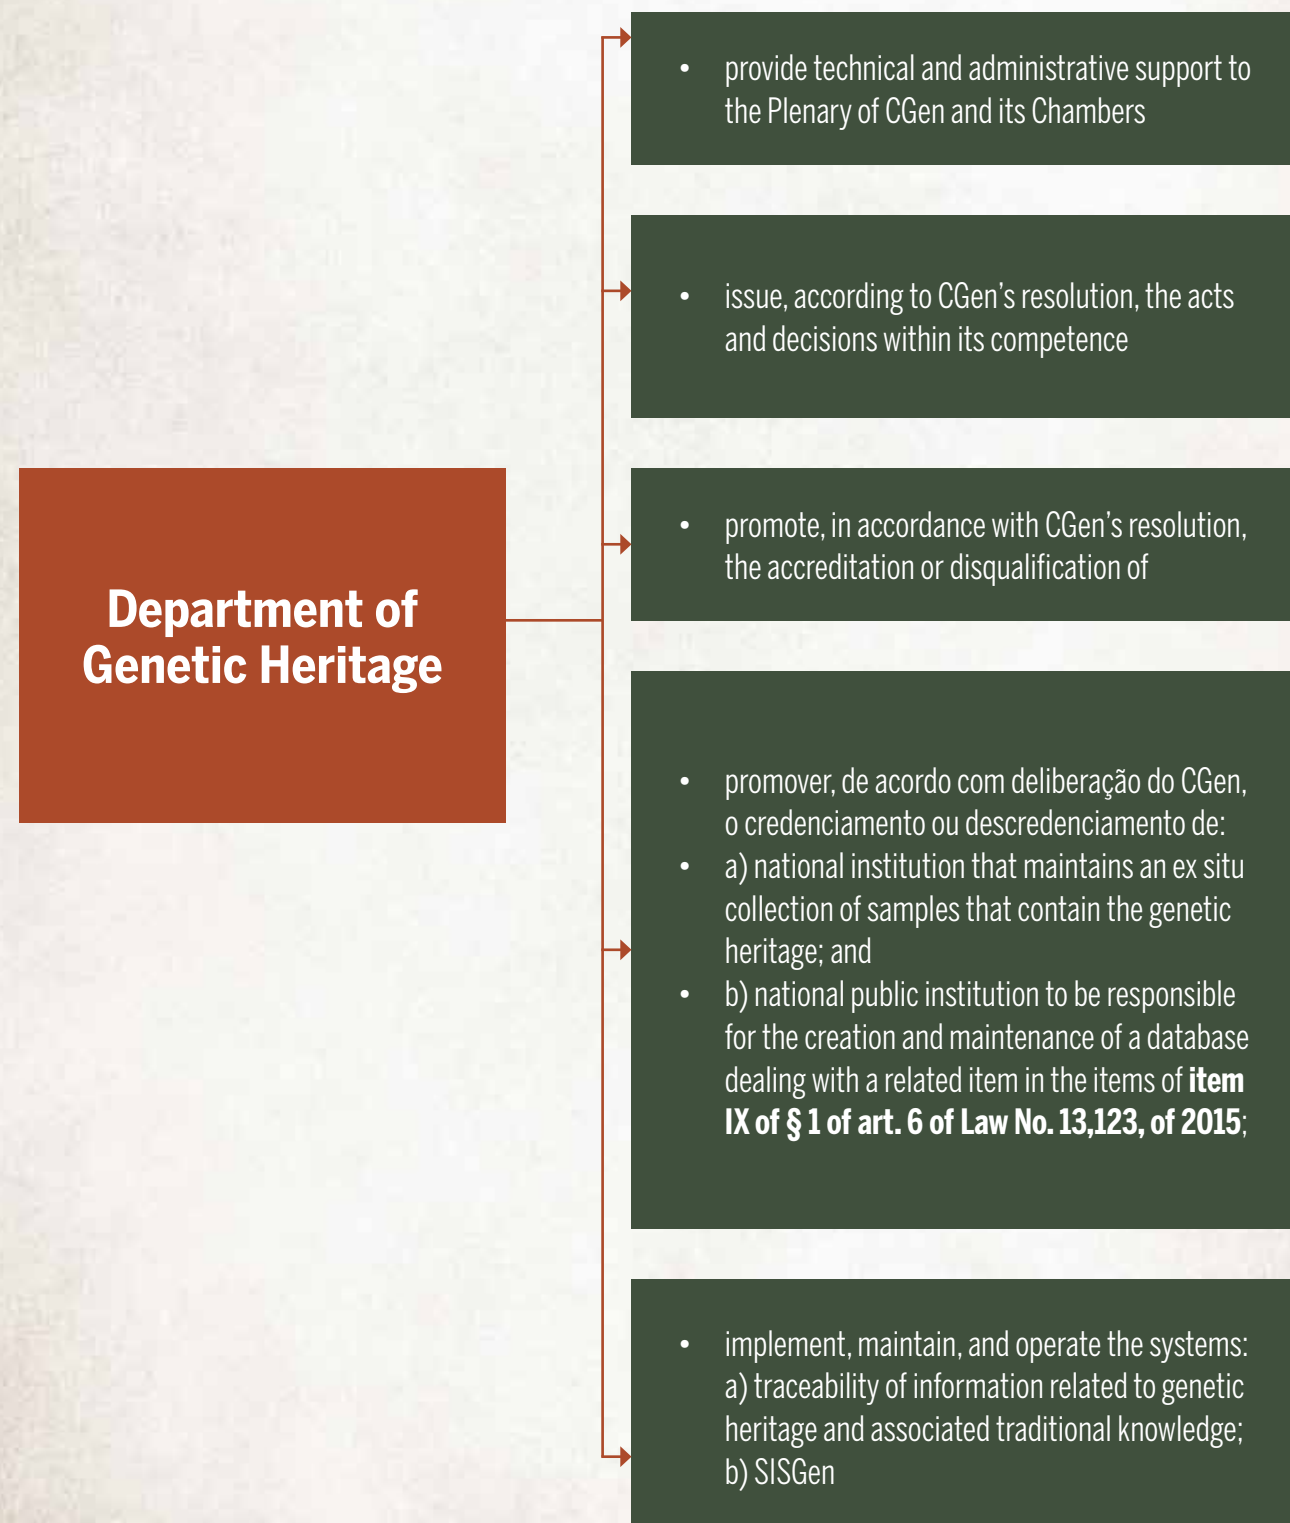 Department of
Genetic Heritage
• provide technical and administrative support to
the Plenary of CGen and its Chambers
• issue, according to CGen’s resolution, the acts
and decisions within its competence
• promote, in accordance with CGen’s resolution,
the accreditation or disqualification of
• promover, de acordo com deliberação do CGen,
o credenciamento ou descredenciamento de:
• a) national institution that maintains an ex situ
collection of samples that contain the genetic
heritage; and
• b) national public institution to be responsible
for the creation and maintenance of a database
dealing with a related item in the items of item
IX of § 1 of art. 6 of Law No. 13,123, of 2015;
• implement, maintain, and operate the systems:
a) traceability of information related to genetic
heritage and associated traditional knowledge;
b) SISGen